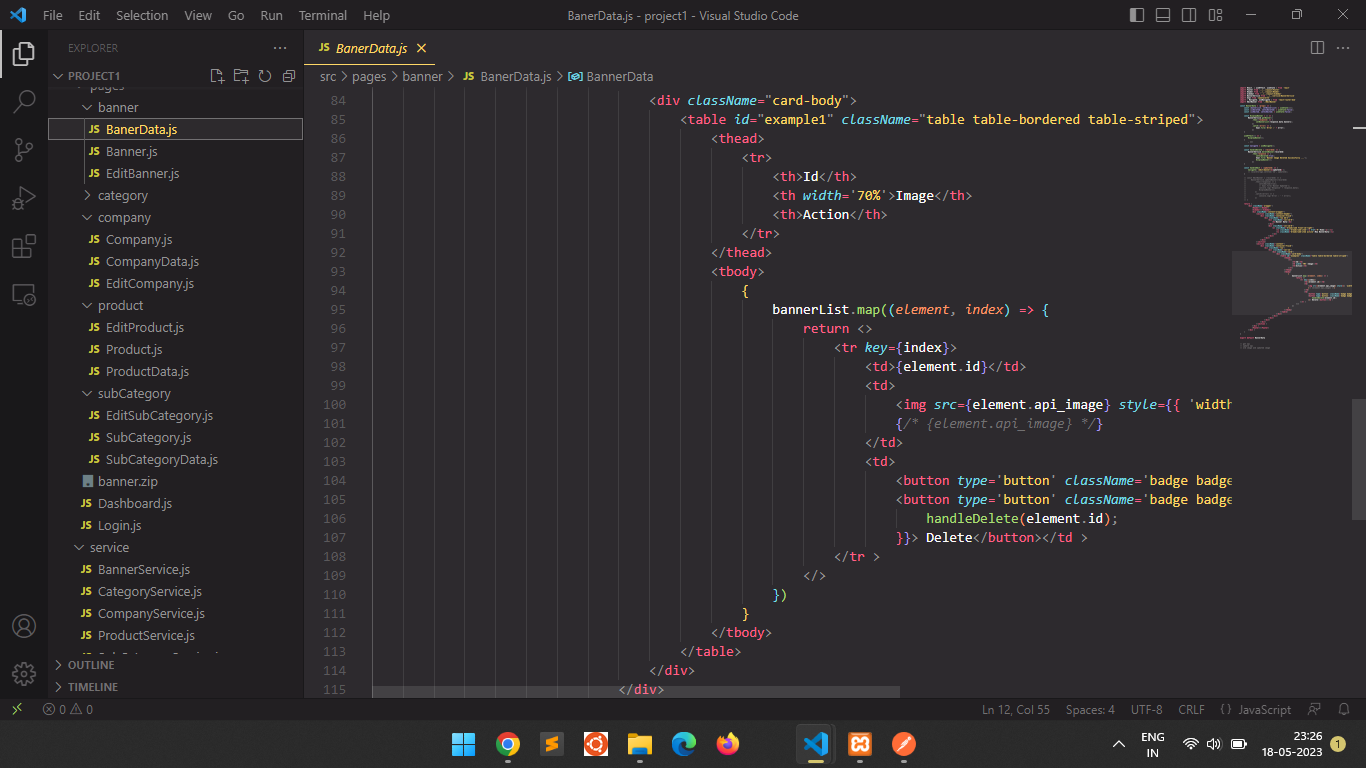 File Edit Selection View Go Run Terminal Help
BanerData.js - project1 - Visual Studio Code
EXPLORER
PROJECT1
pages
banner
JS BanerData.js
JS Banner.js
JS EditBanner.js
category
company
JS Company.js
JS CompanyData.js
JS EditCompany.js
product
JS EditProduct.js
JS Product.js
JS ProductData.js
subCategory
JS EditSubCategory.js
JS SubCategory.js
JS SubCategoryData.js
banner.zip
JS Dashboard.js
JS Login.js
service
JS BannerService.js
JS CategoryService.js
JS CompanyService.js
JS ProductService.js
OUTLINE
TIMELINE
JS BanerData.js
src > pages > banner > JS BanerData.js > BannerData
84 <div className="card-body">
85 <table id="example1" className="table table-bordered table-striped">
86 <thead>
87 <tr>
88 <th>Id</th>
89 <th width='70%'>Image</th>
90 <th>Action</th>
91 </tr>
92 </thead>
93 <tbody>
94 {
95 bannerList.map((element, index) => {
96 return <>
97 <tr key={index}>
98 <td>{element.id}</td>
99 <td>
100 <img src={element.api_image} style={{ 'width
101 {/* {element.api_image} */}
102 </td>
103 <td>
104 <button type='button' className='badge badge
105 <button type='button' className='badge badge
106 handleDelete(element.id);
107 }}> Delete</button></td >
108 </tr >
109 </>
110 })
111 }
112 </tbody>
113 </table>
114 </div>
115 </div>
0 0
Ln 12, Col 55 Spaces: 4 UTF-8 CRLF {} JavaScript
ENG
IN
23:26
18-05-2023
1